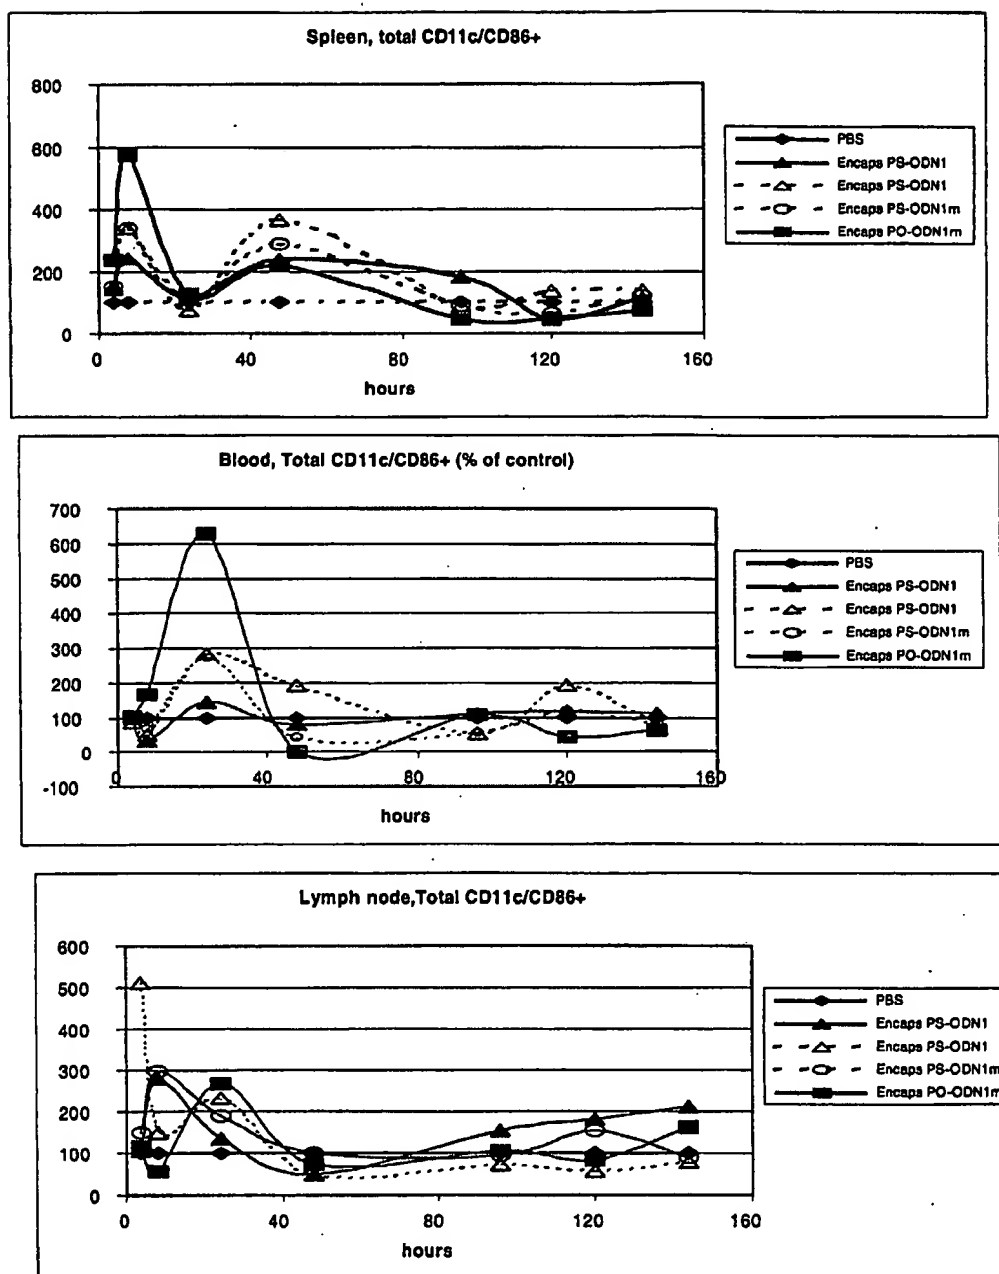 Spleen, total CD11c/CD86+
800
600
400
200
0
0 40 80 120 160
hours
PBS
Encaps PS-ODN1
Encaps PS-ODN1
Encaps PS-ODN1m
Encaps PO-ODN1m
Blood, Total CD11c/CD86+ (% of control)
700
600
500
400
300
200
100
0
-100
0 40 80 120 160
hours
PBS
Encaps PS-ODN1
Encaps PS-ODN1
Encaps PS-ODN1m
Encaps PO-ODN1m
Lymph node,Total CD11c/CD86+
600
500
400
300
200
100
0
0 40 80 120 160
hours
PBS
Encaps PS-ODN1
Encaps PS-ODN1
Encaps PS-ODN1m
Encaps PO-ODN1m